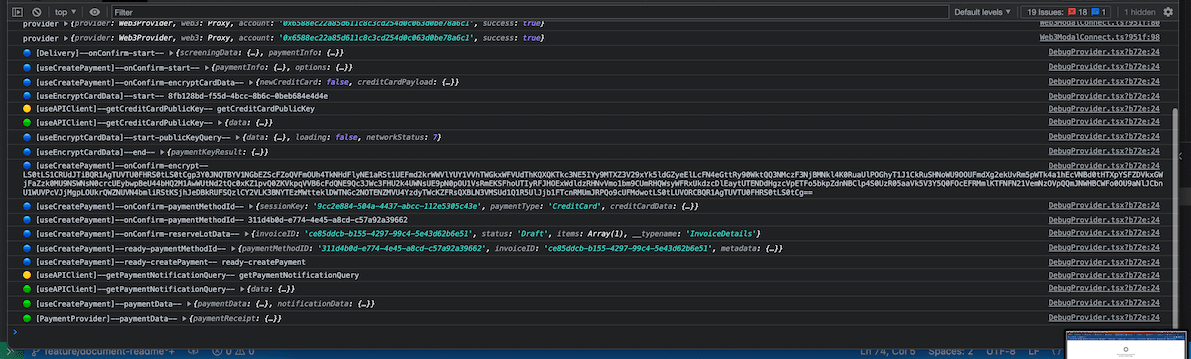 top ▾ Filter Default levels ▾ 19 Issues: 18 1 1 hidden
provider ▸ {provider: Web3Provider, web3: Proxy, account: '0x6588ec22a85d611c8c3cd254d0c063d0be78a6c1', success: true} Web3ModalConnect.ts?951f:80
provider ▸ {provider: Web3Provider, web3: Proxy, account: '0x6588ec22a85d611c8c3cd254d0c063d0be78a6c1', success: true} Web3ModalConnect.ts?951f:98
[Delivery]--onConfirm-start-- ▸ {screeningData: {…}, paymentInfo: {…}} DebugProvider.tsx?b72e:24
[useCreatePayment]--onConfirm-start-- ▸ {paymentInfo: {…}, options: {…}} DebugProvider.tsx?b72e:24
[useCreatePayment]--onConfirm-encryptCardData-- ▸ {newCreditCard: false, creditCardPayload: {…}} DebugProvider.tsx?b72e:24
[useEncryptCardData]--start-- 8fb128bd-f55d-4bcc-8b6c-0beb684e4d4e DebugProvider.tsx?b72e:24
[useAPIClient]--getCreditCardPublicKey-- getCreditCardPublicKey DebugProvider.tsx?b72e:24
[useAPIClient]--getCreditCardPublicKey-- ▸ {data: {…}} DebugProvider.tsx?b72e:24
[useEncryptCardData]--start-publicKeyQuery-- ▸ {data: {…}, loading: false, networkStatus: 7} DebugProvider.tsx?b72e:24
[useEncryptCardData]--end-- ▸ {paymentKeyResult: {…}} DebugProvider.tsx?b72e:24
[useCreatePayment]--onConfirm-encrypt-- DebugProvider.tsx?b72e:24
[useCreatePayment]--onConfirm-paymentMethodId-- ▸ {sessionKey: '9cc2e884-504a-4437-abcc-112e5305c43e', paymentType: 'CreditCard', creditCardData: {…}} DebugProvider.tsx?b72e:24
[useCreatePayment]--onConfirm-paymentMethodId-- 311d4b0d-e774-4e45-a8cd-c57a92a39662 DebugProvider.tsx?b72e:24
[useCreatePayment]--onConfirm-reserveLotData-- ▸ {invoiceID: 'ce85ddcb-b155-4297-99c4-5e43d62b6e51', status: 'Draft', items: Array(1), __typename: 'InvoiceDetails'} DebugProvider.tsx?b72e:24
[useCreatePayment]--ready-paymentMethodId-- ▸ {paymentMethodID: '311d4b0d-e774-4e45-a8cd-c57a92a39662', invoiceID: 'ce85ddcb-b155-4297-99c4-5e43d62b6e51', metadata: {…}} DebugProvider.tsx?b72e:24
[useCreatePayment]--ready-createPayment-- ready-createPayment DebugProvider.tsx?b72e:24
[useAPIClient]--getPaymentNotificationQuery-- getPaymentNotificationQuery DebugProvider.tsx?b72e:24
[useAPIClient]--getPaymentNotificationQuery-- ▸ {data: {…}} DebugProvider.tsx?b72e:24
[useCreatePayment]--paymentData-- ▸ {paymentData: {…}, notificationData: {…}} DebugProvider.tsx?b72e:24
[PaymentProvider]--paymentData-- ▸ {paymentReceipt: {…}} DebugProvider.tsx?b72e:24
feature/document-readme*+ 0 0 Ln 74, Col 5 Spaces: 2 UTF-8 LF